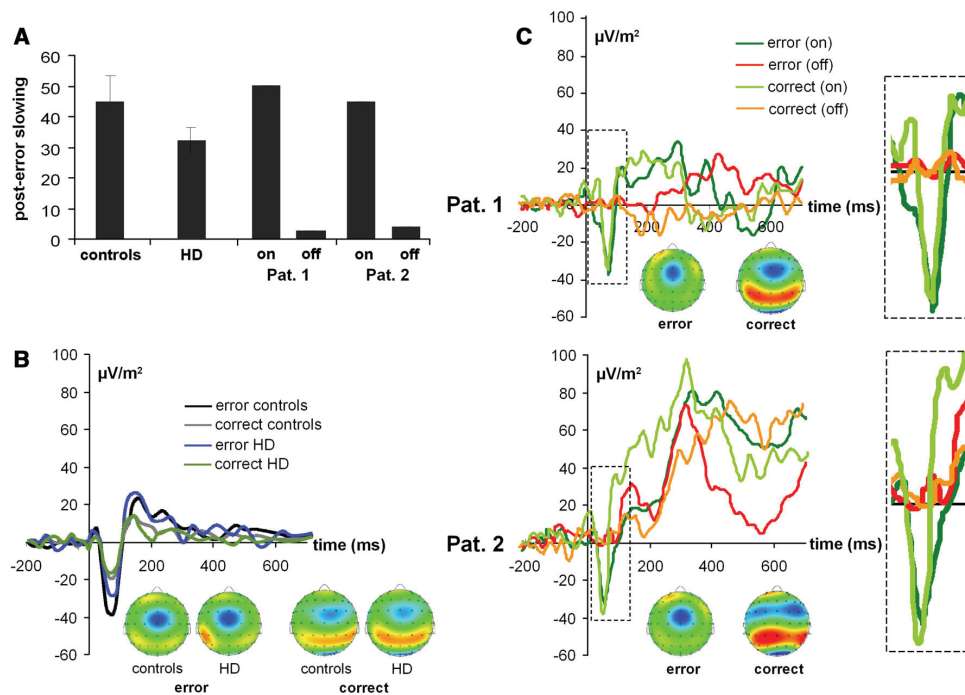 A
post-error slowing
60
50
40
30
20
10
0
controls
HD
on
off
on
off
Pat. 1
Pat. 2
B
100
80
60
40
20
0
-20
-40
-60
µV/m²
error controls
correct controls
error HD
correct HD
-200
200
400
600
time (ms)
controls
HD
controls
HD
error
correct
C
Pat. 1
100
80
60
40
20
0
-20
-40
-60
µV/m²
error (on)
error (off)
correct (on)
correct (off)
time (ms)
-200
200
400
600
error
correct
Pat. 2
100
80
60
40
20
0
-20
-40
-60
µV/m²
time (ms)
-200
200
400
600
error
correct